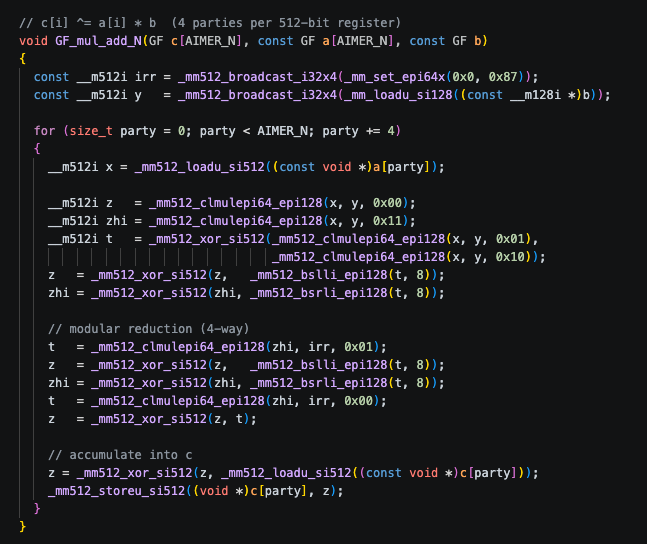 // c[i] ^= a[i] * b  (4 parties per 512-bit register)
void GF_mul_add_N(GF c[AIMER_N], const GF a[AIMER_N], const GF b)
{
  const __m512i irr = _mm512_broadcast_i32x4(_mm_set_epi64x(0x0, 0x87));
  const __m512i y   = _mm512_broadcast_i32x4(_mm_loadu_si128((const __m128i *)b));

  for (size_t party = 0; party < AIMER_N; party += 4)
  {
    __m512i x = _mm512_loadu_si512((const void *)a[party]);

    __m512i z   = _mm512_clmulepi64_epi128(x, y, 0x00);
    __m512i zhi = _mm512_clmulepi64_epi128(x, y, 0x11);
    __m512i t   = _mm512_xor_si512(_mm512_clmulepi64_epi128(x, y, 0x01),
                                   _mm512_clmulepi64_epi128(x, y, 0x10));
    z   = _mm512_xor_si512(z,   _mm512_bslli_epi128(t, 8));
    zhi = _mm512_xor_si512(zhi, _mm512_bsrli_epi128(t, 8));

    // modular reduction (4-way)
    t   = _mm512_clmulepi64_epi128(zhi, irr, 0x01);
    z   = _mm512_xor_si512(z,   _mm512_bslli_epi128(t, 8));
    zhi = _mm512_xor_si512(zhi, _mm512_bsrli_epi128(t, 8));
    t   = _mm512_clmulepi64_epi128(zhi, irr, 0x00);
    z   = _mm512_xor_si512(z, t);

    // accumulate into c
    z = _mm512_xor_si512(z, _mm512_loadu_si512((const void *)c[party]));
    _mm512_storeu_si512((void *)c[party], z);
  }
}